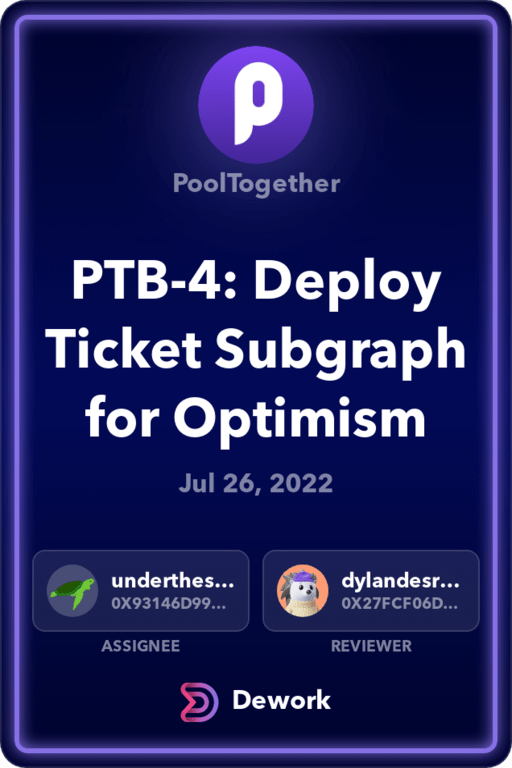 PoolTogether
PTB-4: Deploy
Ticket Subgraph
for Optimism
Jul 26, 2022
underthes...
0X93146D99...
ASSIGNEE
dylandesr...
0X27FCF06D...
REVIEWER
Dework